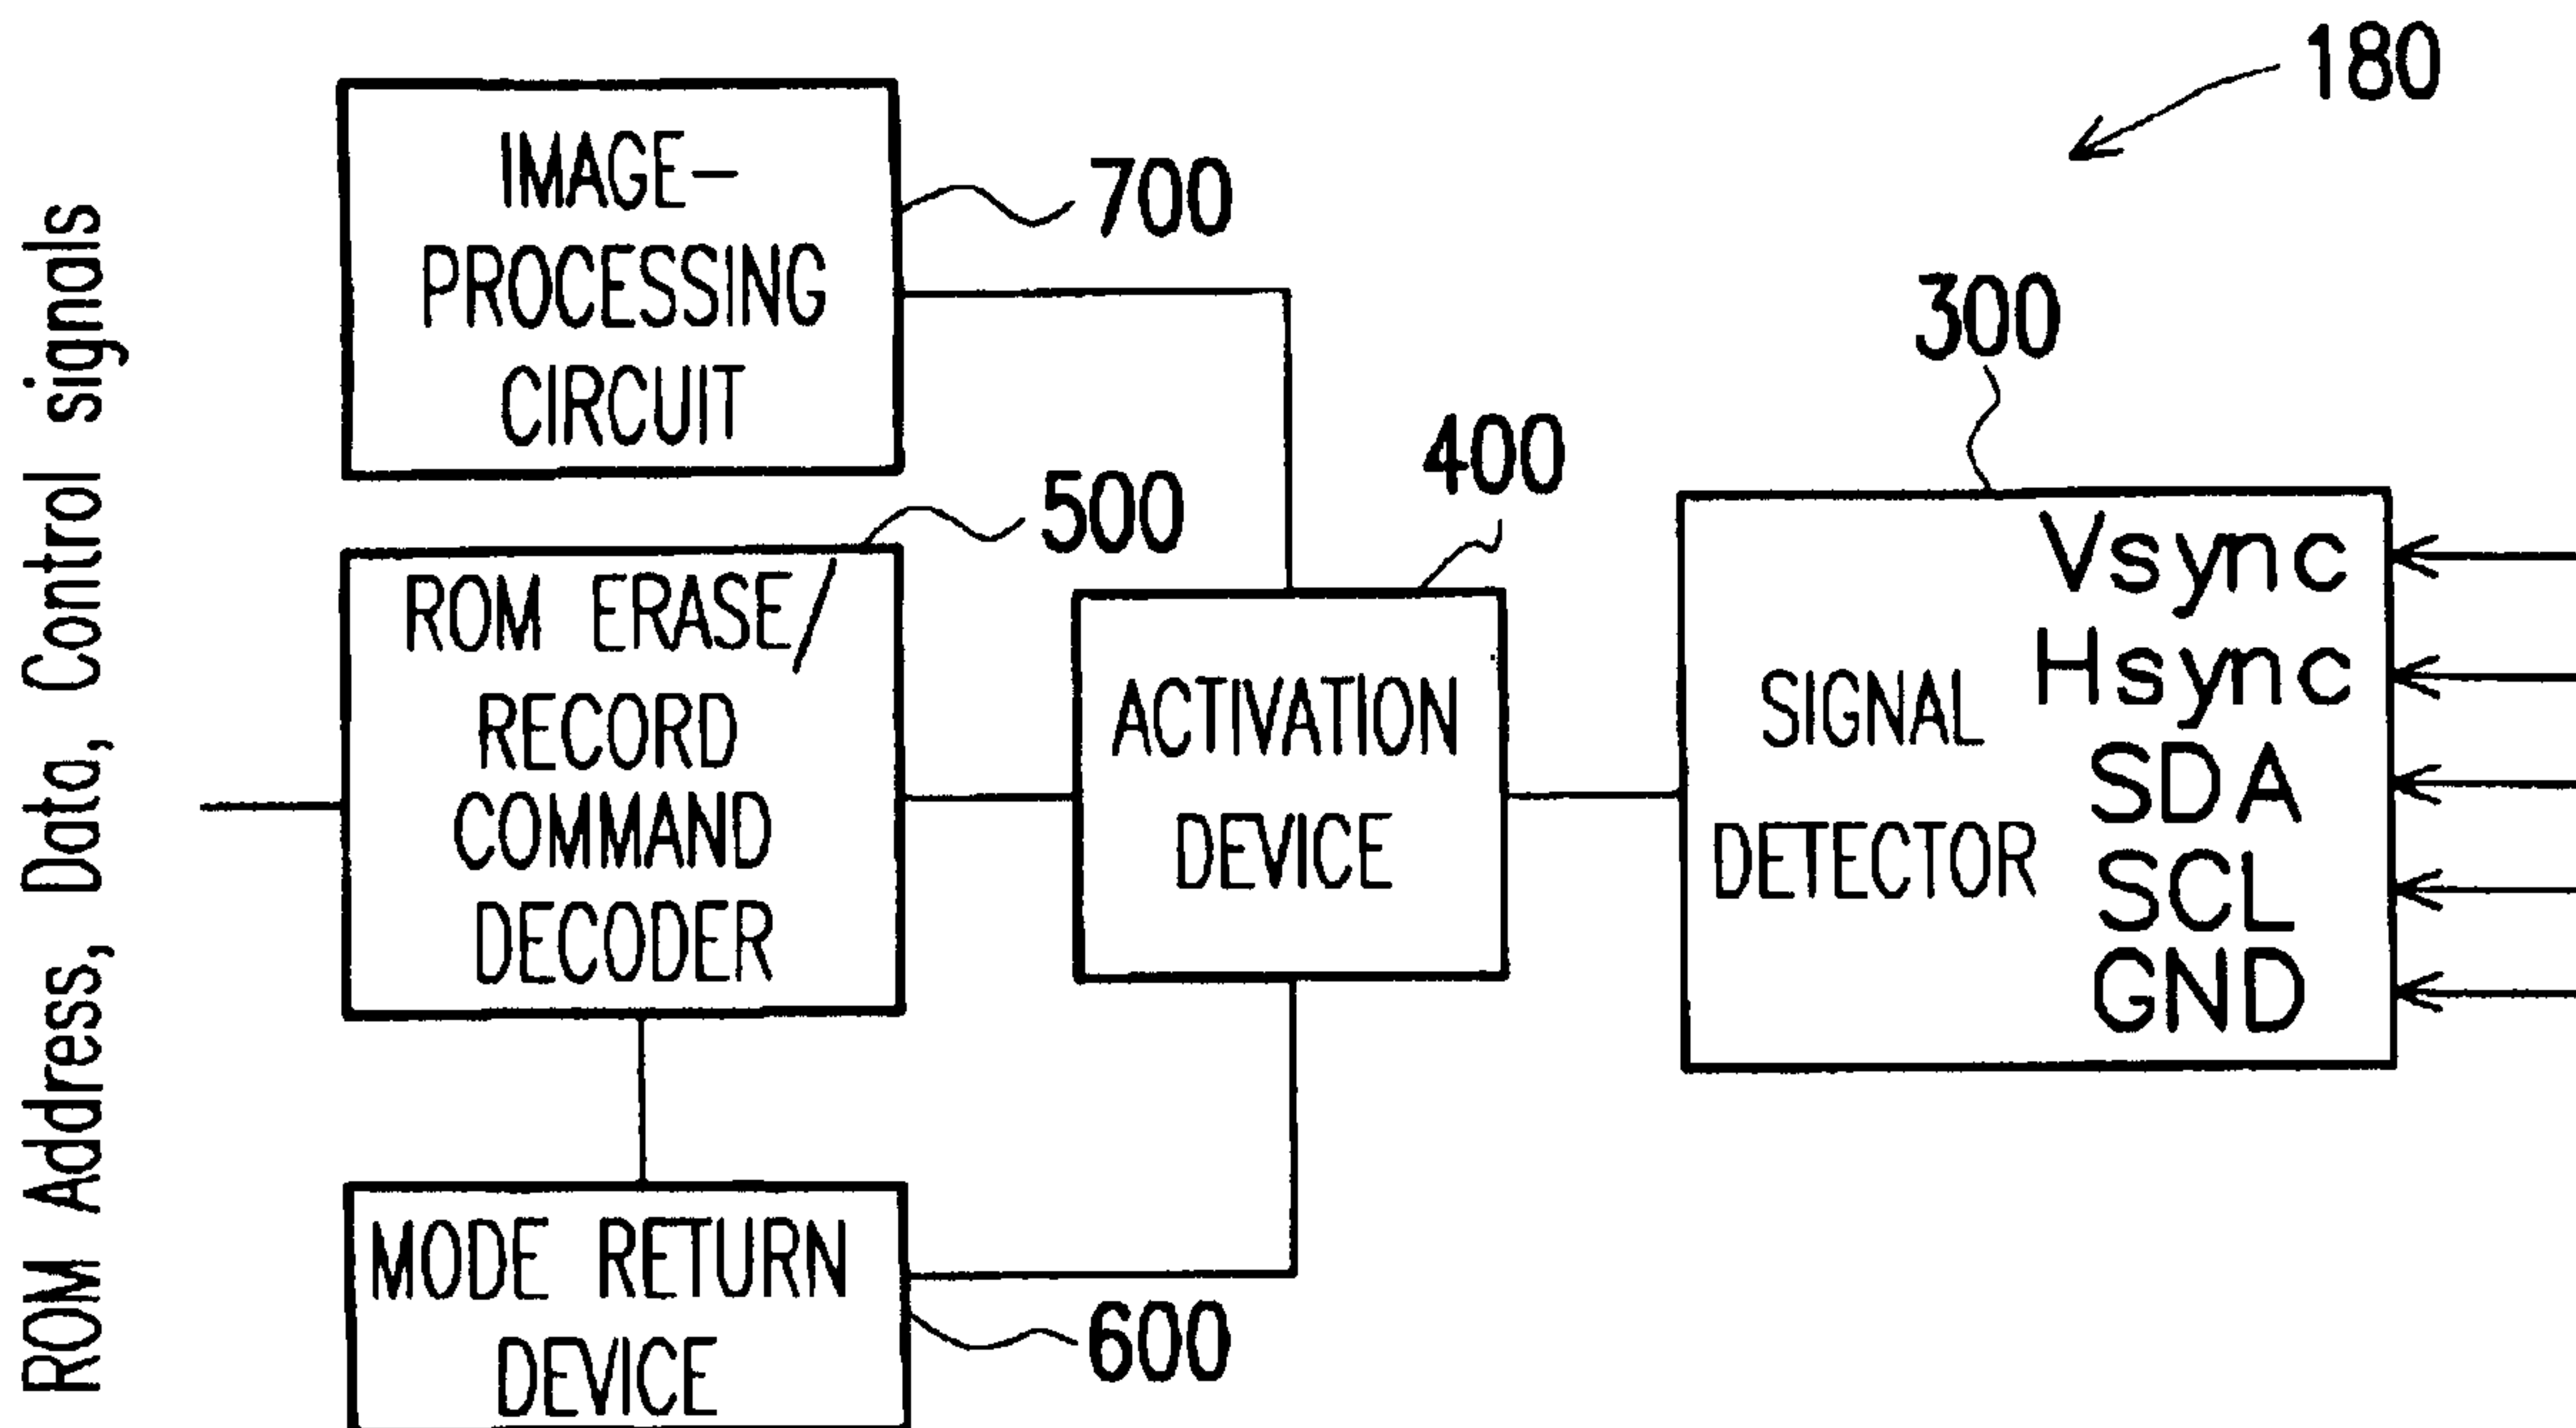 180
IMAGE-
PROCESSING
CIRCUIT
700
300
400
500
ROM ERASE/
RECORD
COMMAND
DECODER
ACTIVATION
DEVICE
SIGNAL
DETECTOR
Vsync
Hsync
SDA
SCL
GND
MODE RETURN
DEVICE
600
ROM Address, Data, Control signals